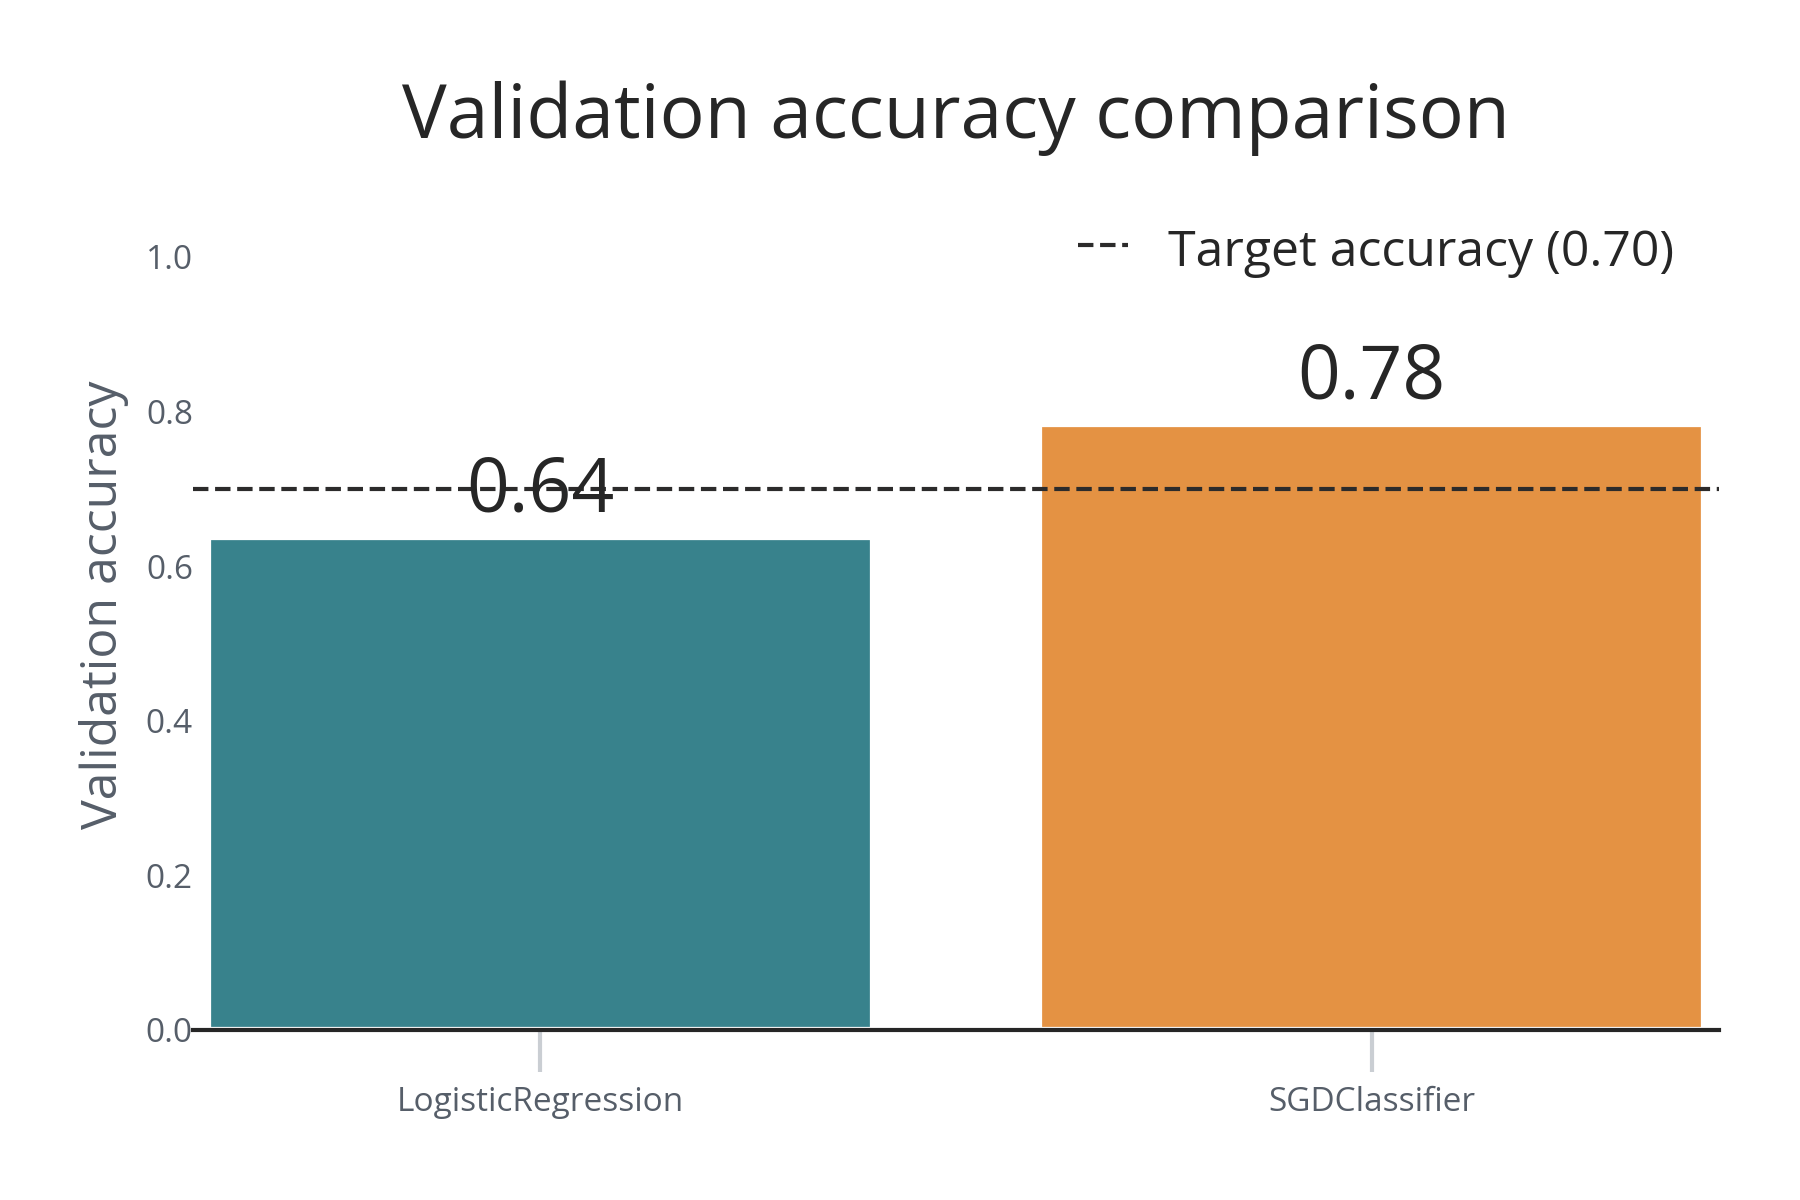 Validation accuracy comparison
Target accuracy (0.70)
Validation accuracy
1.0
0.8
0.6
0.4
0.2
0.0
0.64
0.78
LogisticRegression
SGDClassifier